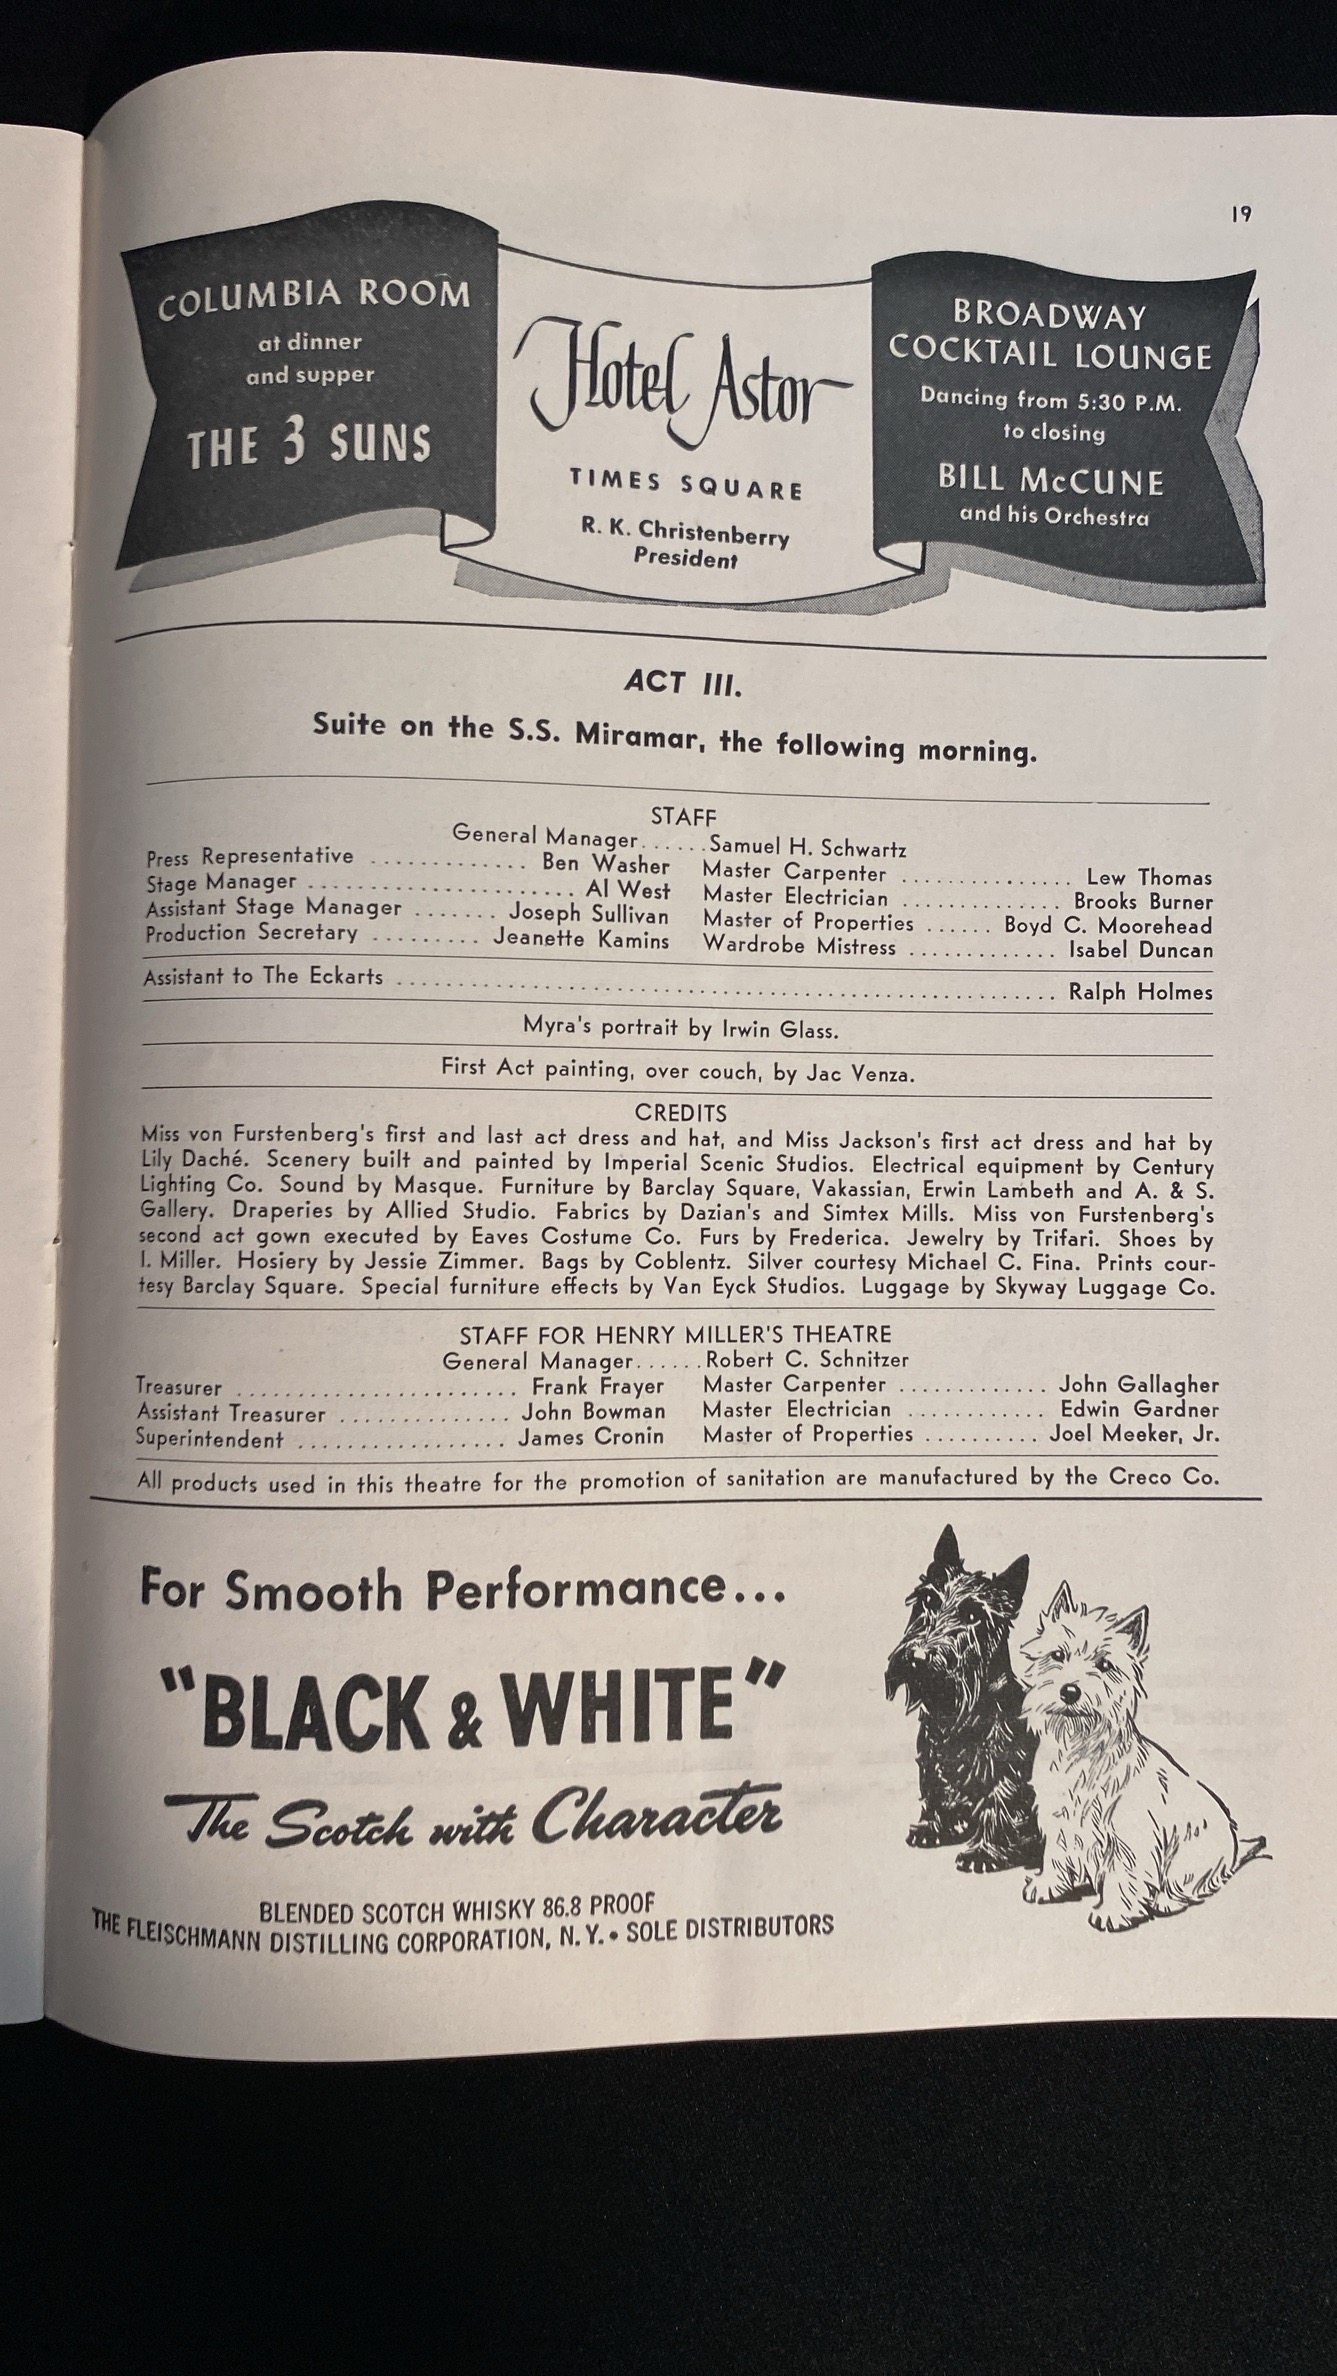 19
COLUMBIA ROOM
at dinner
and supper
THE 3 SUNS
Hotel Astor
TIMES SQUARE
R. K. Christenberry
President
BROADWAY
COCKTAIL LOUNGE
Dancing from 5:30 P.M.
to closing
BILL McCUNE
and his Orchestra
ACT III.
Suite on the S.S. Miramar, the following morning.
STAFF
General Manager......Samuel H. Schwartz
Press Representative ............. Ben Washer
Stage Manager ....................... Al West
Assistant Stage Manager ....... Joseph Sullivan
Production Secretary ......... Jeanette Kamins
Master Carpenter ............... Lew Thomas
Master Electrician .............. Brooks Burner
Master of Properties ...... Boyd C. Moorehead
Wardrobe Mistress ............. Isabel Duncan
Assistant to The Eckarts ............................................................... Ralph Holmes
Myra's portrait by Irwin Glass.
First Act painting, over couch, by Jac Venza.
CREDITS
Miss von Furstenberg's first and last act dress and hat, and Miss Jackson's first act dress and hat by
Lily Daché. Scenery built and painted by Imperial Scenic Studios. Electrical equipment by Century
Lighting Co. Sound by Masque. Furniture by Barclay Square, Vakassian, Erwin Lambeth and A. & S.
Gallery. Draperies by Allied Studio. Fabrics by Dazian's and Simtex Mills. Miss von Furstenberg's
second act gown executed by Eaves Costume Co. Furs by Frederica. Jewelry by Trifari. Shoes by
I. Miller. Hosiery by Jessie Zimmer. Bags by Coblentz. Silver courtesy Michael C. Fina. Prints cour-
tesy Barclay Square. Special furniture effects by Van Eyck Studios. Luggage by Skyway Luggage Co.
STAFF FOR HENRY MILLER'S THEATRE
General Manager......Robert C. Schnitzer
Treasurer ........................ Frank Frayer
Assistant Treasurer ............... John Bowman
Superintendent .................. James Cronin
Master Carpenter ............. John Gallagher
Master Electrician ............ Edwin Gardner
Master of Properties .......... Joel Meeker, Jr.
All products used in this theatre for the promotion of sanitation are manufactured by the Creco Co.
For Smooth Performance...
"BLACK & WHITE"
The Scotch with Character
BLENDED SCOTCH WHISKY 86.8 PROOF
THE FLEISCHMANN DISTILLING CORPORATION, N.Y. • SOLE DISTRIBUTORS